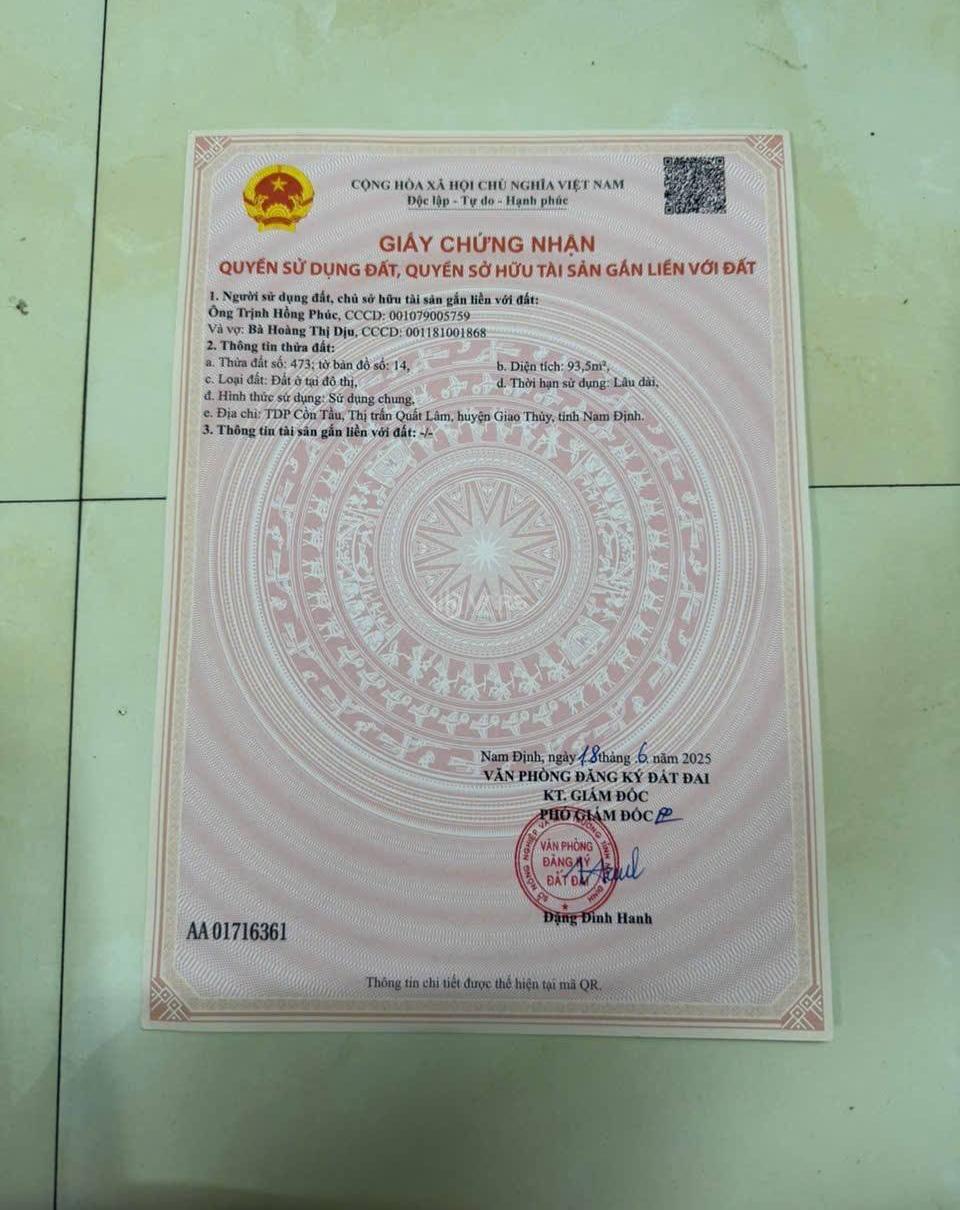 CỘNG HÒA XÃ HỘI CHỦ NGHĨA VIỆT NAM
Độc lập - Tự do - Hạnh phúc
GIẤY CHỨNG NHẬN
QUYỀN SỬ DỤNG ĐẤT, QUYỀN SỞ HỮU TÀI SẢN GẮN LIỀN VỚI ĐẤT
1. Người sử dụng đất, chủ sở hữu tài sản gắn liền với đất:
Ông Trịnh Hồng Phúc, CCCD: 001079005759
Và vợ: Bà Hoàng Thị Dịu, CCCD: 001181001868
2. Thông tin thửa đất:
a. Thửa đất số: 473; tờ bản đồ số: 14, b. Diện tích: 93,5m²,
c. Loại đất: Đất ở tại đô thị, d. Thời hạn sử dụng: Lâu dài,
đ. Hình thức sử dụng: Sử dụng chung,
e. Địa chỉ: TDP Cồn Tầu, Thị trấn Quất Lâm, huyện Giao Thủy, tỉnh Nam Định.
3. Thông tin tài sản gắn liền với đất: -/-
Nam Định, ngày 18 tháng 6 năm 2025
VĂN PHÒNG ĐĂNG KÝ ĐẤT ĐAI
KT. GIÁM ĐỐC
PHÓ GIÁM ĐỐC
VĂN PHÒNG
ĐĂNG KÝ
ĐẤT ĐAI
Đặng Đình Hanh
AA 01716361
Thông tin chi tiết được thể hiện tại mã QR.